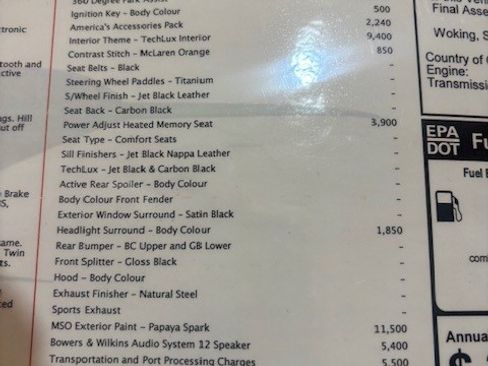 360 Degree Park Assist
Ignition Key - Body Colour 500
America's Accessories Pack 2,240
Interior Theme - TechLux Interior 9,400
Contrast Stitch - McLaren Orange 850
Seat Belts - Black -
Steering Wheel Paddles - Titanium -
S/Wheel Finish - Jet Black Leather -
Seat Back - Carbon Black -
Power Adjust Heated Memory Seat 3,900
Seat Type - Comfort Seats -
Sill Finishers - Jet Black Nappa Leather -
TechLux - Jet Black & Carbon Black -
Active Rear Spoiler - Body Colour -
Body Colour Front Fender -
Exterior Window Surround - Satin Black -
Headlight Surround - Body Colour 1,850
Rear Bumper - BC Upper and GB Lower -
Front Splitter - Gloss Black -
Hood - Body Colour -
Exhaust Finisher - Natural Steel -
Sports Exhaust -
MSO Exterior Paint - Papaya Spark 11,500
Bowers & Wilkins Audio System 12 Speaker 5,400
Transportation and Port Processing Charges 5,500
ctronic
tooth and
ctive
ngs. Hill
ut off
Brake
ame.
Twin
ts.
ced
Final Asse
Woking, S
Country of
Engine:
Transmissi
EPA
DOT
Fu
Fuel E
com
Annua
$